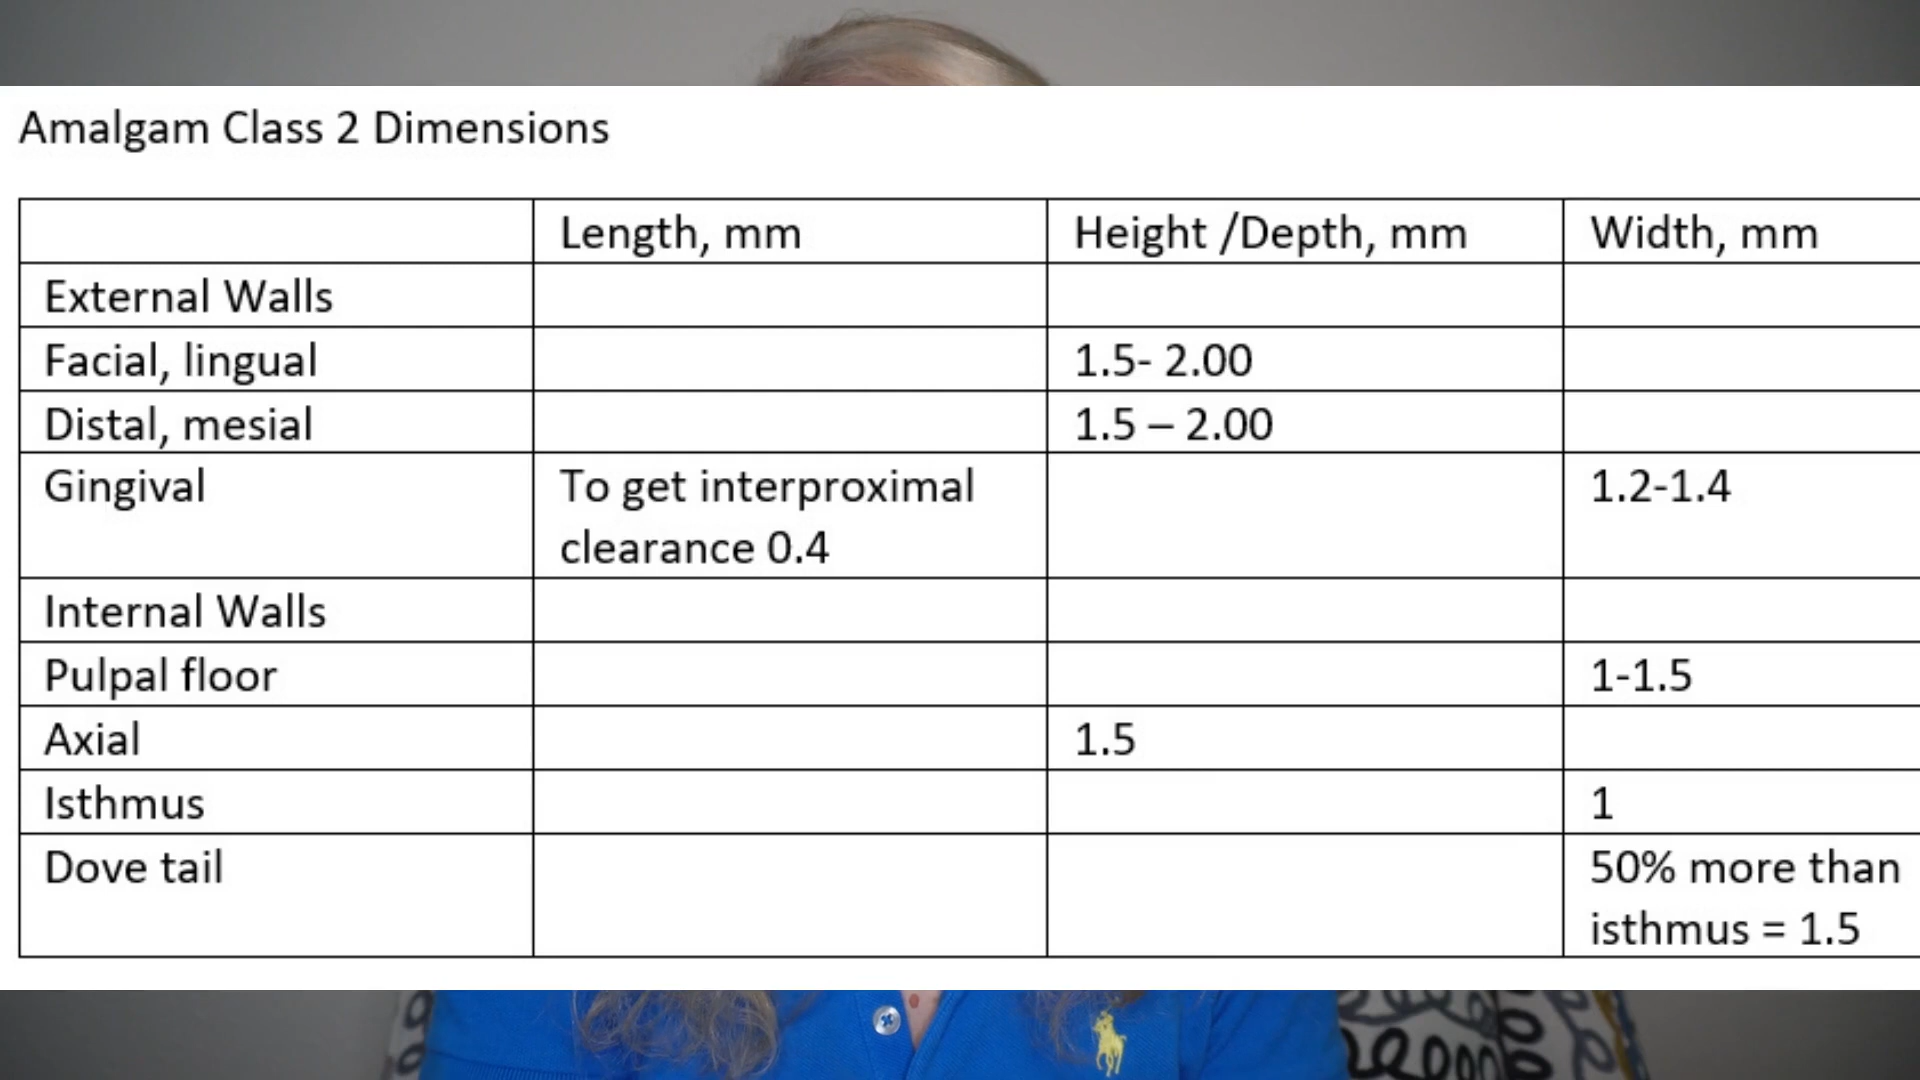 Amalgam Class 2 Dimensions
Length, mm Height /Depth, mm Width, mm
External Walls
Facial, lingual 1.5- 2.00
Distal, mesial 1.5 – 2.00
Gingival To get interproximal 1.2-1.4
clearance 0.4
Internal Walls
Pulpal floor 1-1.5
Axial 1.5
Isthmus 1
Dove tail 50% more than
isthmus = 1.5